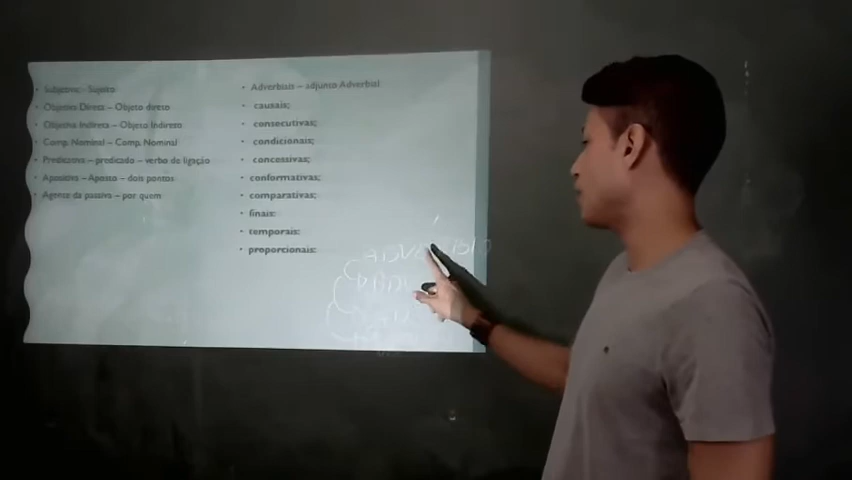 Subjetiva – Sujeito
Objetiva Direta – Objeto direto
Objetiva Indireta – Objeto Indireto
Comp. Nominal – Comp. Nominal
Predicativa – predicado – verbo de ligação
Apositiva – Aposto – dois pontos
Agente da passiva – por quem
Adverbiais – adjunto Adverbial
causais;
consecutivas;
condicionais;
concessivas;
conformativas;
comparativas;
finais;
temporais;
proporcionais;